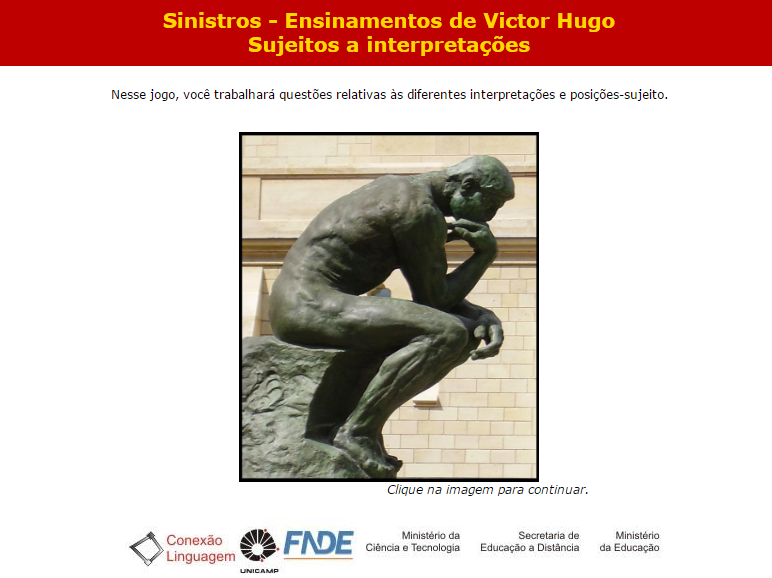 Sinistros - Ensinamentos de Victor Hugo
Sujeitos a interpretações
Nesse jogo, você trabalhará questões relativas às diferentes interpretações e posições-sujeito.
Clique na imagem para continuar.
Conexão
Linguagem
UNICAMP
FNDE
Ministério da
Ciência e Tecnologia
Secretaria de
Educação a Distância
Ministério
da Educação